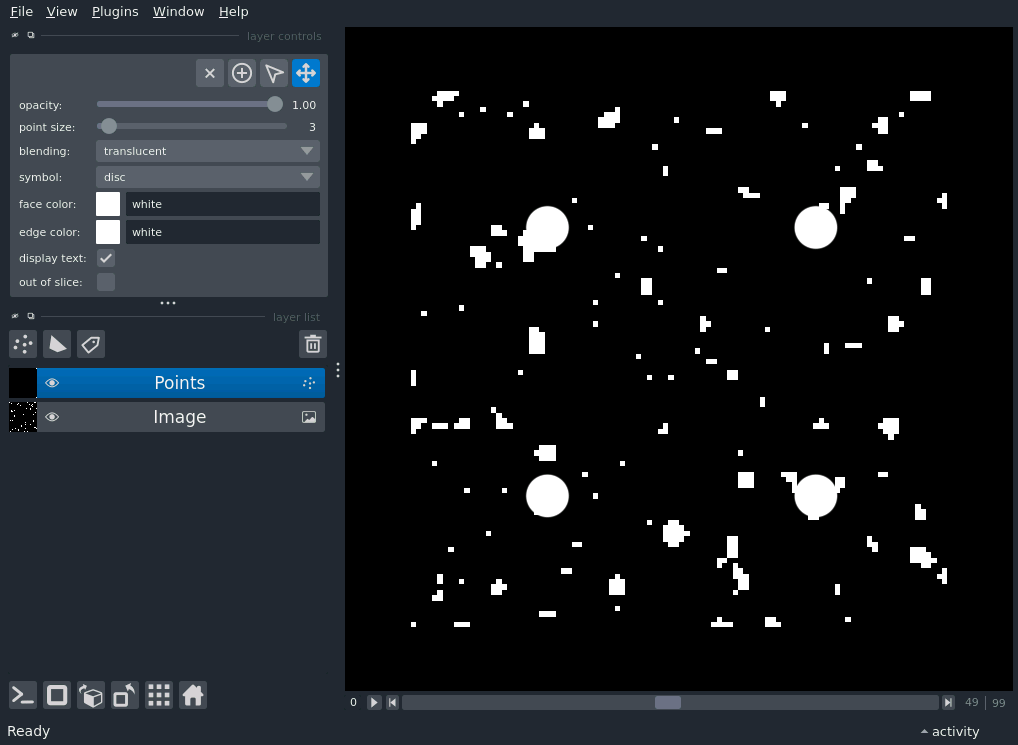 File View Plugins Window Help
layer controls
opacity: 1.00
point size: 3
blending: translucent
symbol: disc
face color: white
edge color: white
display text:
out of slice:
layer list
Points
Image
0 49 99
Ready activity